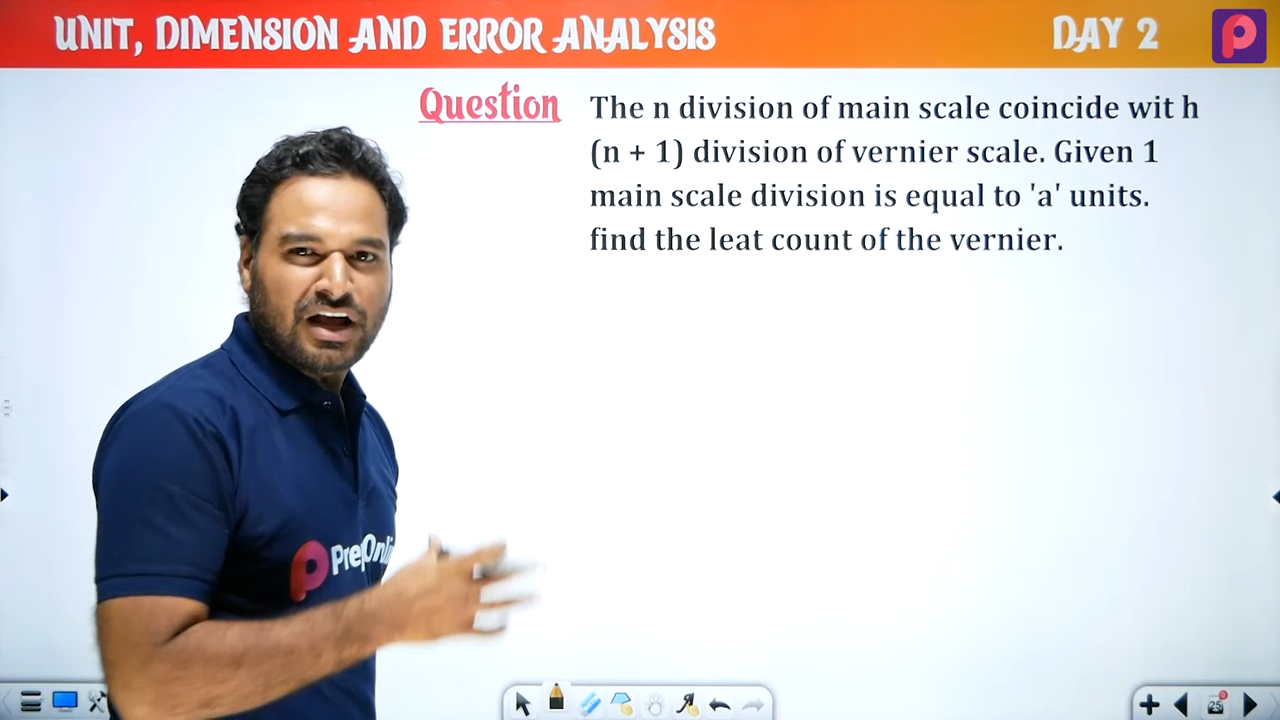 UNIT, DIMENSION AND ERROR ANALYSIS
DAY 2
Question
The n division of main scale coincide wit h
(n + 1) division of vernier scale. Given 1
main scale division is equal to 'a' units.
find the leat count of the vernier.
25